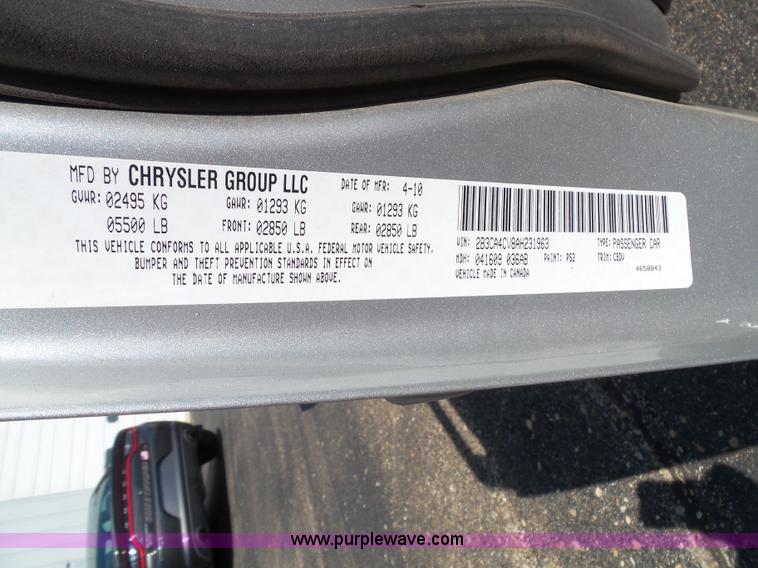 MFD BY CHRYSLER GROUP LLC DATE OF MFR: 4-10
GVWR: 02495 KG GAWR: 01293 KG GAWR: 01293 KG
05500 LB FRONT: 02850 LB REAR: 02850 LB
THIS VEHICLE CONFORMS TO ALL APPLICABLE U.S.A. FEDERAL MOTOR VEHICLE SAFETY,
BUMPER AND THEFT PREVENTION STANDARDS IN EFFECT ON
THE DATE OF MANUFACTURE SHOWN ABOVE.
VIN: 2B3CA4CV8AH231963 TYPE: PASSENGER CAR
MDH: 041609 036AB PAINT: PS2 TRIM: C6DV
VEHICLE MADE IN CANADA 4658843
www.purplewave.com